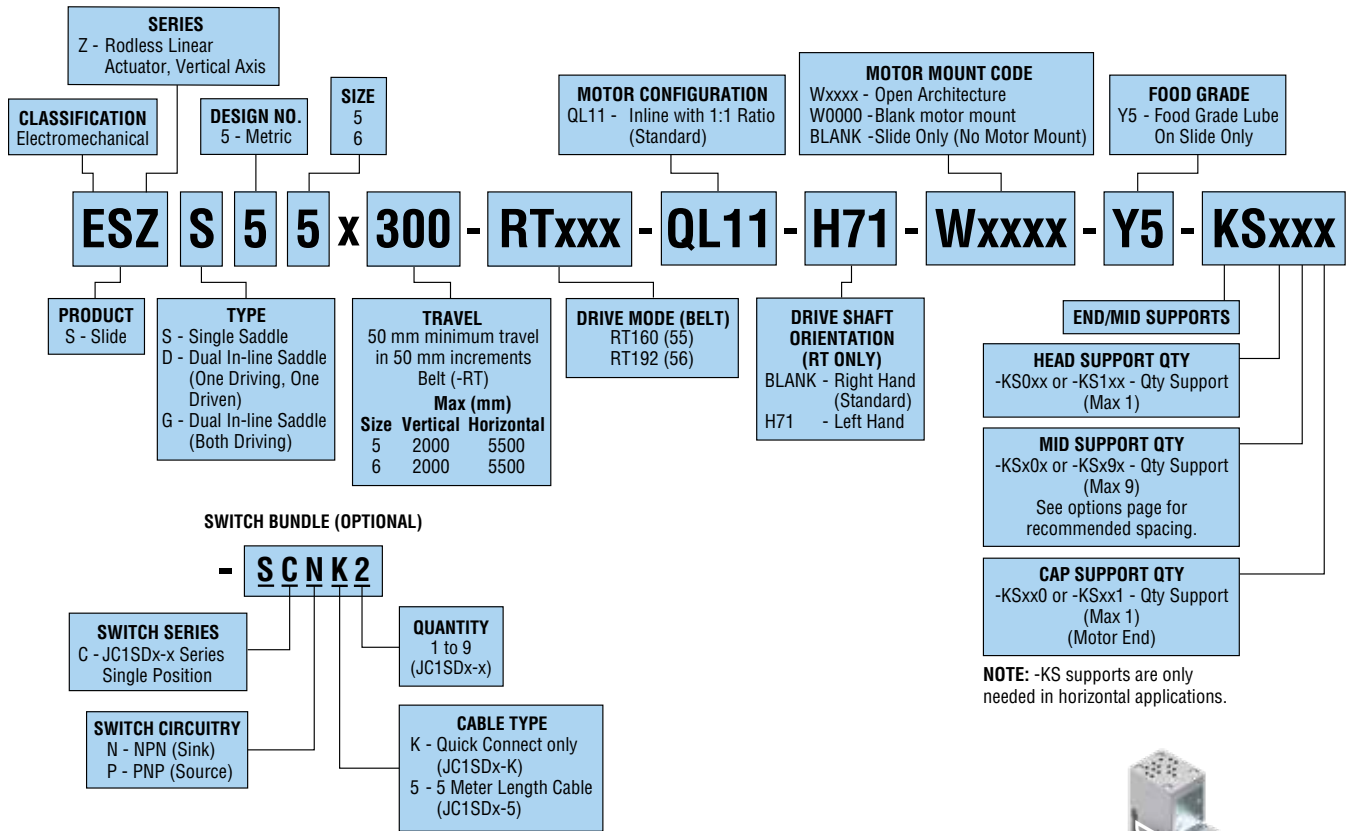 SERIES
Z - Rodless Linear
Actuator, Vertical Axis
CLASSIFICATION
Electromechanical
DESIGN NO.
5 - Metric
SIZE
5
6
MOTOR CONFIGURATION
QL11 - Inline with 1:1 Ratio
(Standard)
MOTOR MOUNT CODE
Wxxxx - Open Architecture
W0000 -Blank motor mount
BLANK -Slide Only (No Motor Mount)
FOOD GRADE
Y5 - Food Grade Lube
On Slide Only
ESZ S 5 5 x 300 - RTxxx - QL11 - H71 - Wxxxx - Y5 - KSxxx
PRODUCT
S - Slide
TYPE
S - Single Saddle
D - Dual In-line Saddle
(One Driving, One
Driven)
G - Dual In-line Saddle
(Both Driving)
TRAVEL
50 mm minimum travel
in 50 mm increments
Belt (-RT)
Max (mm)
Size Vertical Horizontal
5 2000 5500
6 2000 5500
DRIVE MODE (BELT)
RT160 (55)
RT192 (56)
DRIVE SHAFT
ORIENTATION
(RT ONLY)
BLANK - Right Hand
(Standard)
H71 - Left Hand
END/MID SUPPORTS
HEAD SUPPORT QTY
-KS0xx or -KS1xx - Qty Support
(Max 1)
MID SUPPORT QTY
-KSx0x or -KSx9x - Qty Support
(Max 9)
See options page for
recommended spacing.
CAP SUPPORT QTY
-KSxx0 or -KSxx1 - Qty Support
(Max 1)
(Motor End)
NOTE: -KS supports are only
needed in horizontal applications.
SWITCH BUNDLE (OPTIONAL)
- S C N K 2
SWITCH SERIES
C - JC1SDx-x Series
Single Position
QUANTITY
1 to 9
(JC1SDx-x)
SWITCH CIRCUITRY
N - NPN (Sink)
P - PNP (Source)
CABLE TYPE
K - Quick Connect only
(JC1SDx-K)
5 - 5 Meter Length Cable
(JC1SDx-5)